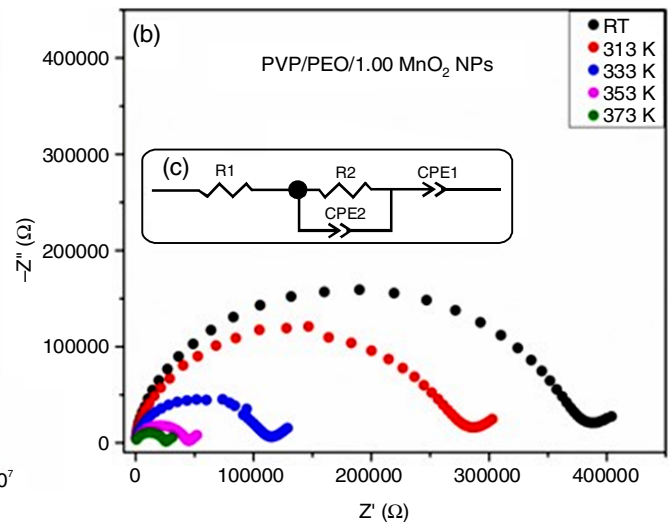 (b)
PVP/PEO/1.00 MnO₂ NPs
RT
313 K
333 K
353 K
373 K
(c)
R1
R2
CPE1
CPE2
400000
300000
200000
100000
0
–Z" (Ω)
0
100000
200000
300000
400000
Z' (Ω)
0⁷